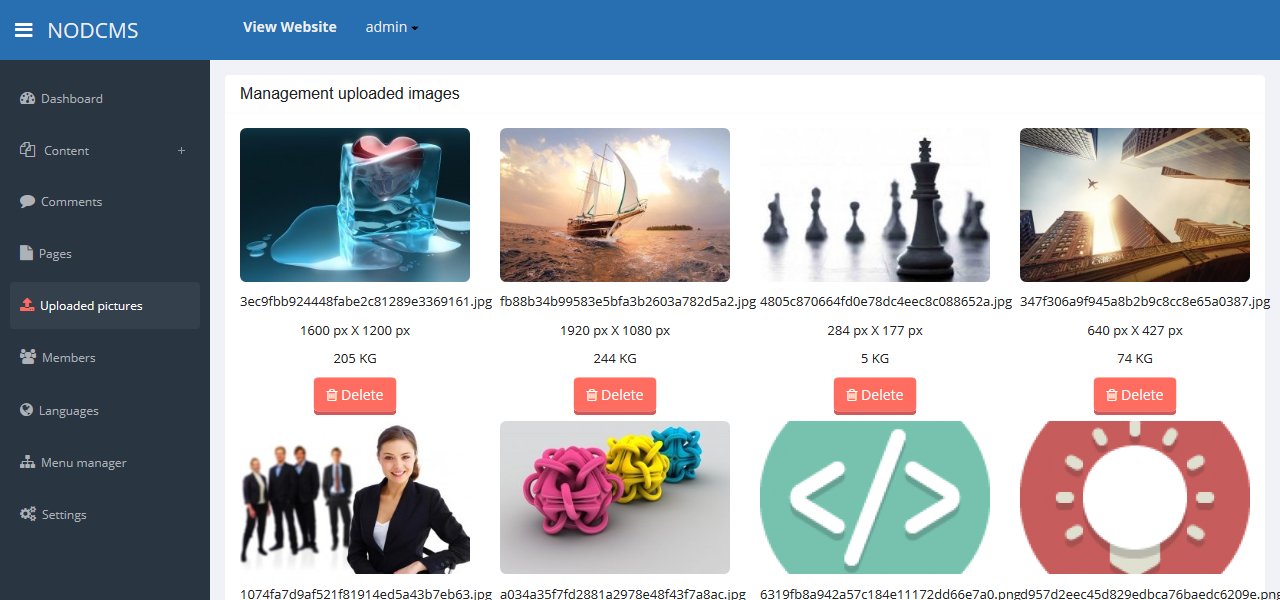 NODCMS
View Website
admin
Dashboard
Content +
Comments
Pages
Uploaded pictures
Members
Languages
Menu manager
Settings
Management uploaded images
3ec9fbb924448fabe2c81289e3369161.jpg
1600 px X 1200 px
205 KG
Delete
fb88b34b99583e5bfa3b2603a782d5a2.jpg
1920 px X 1080 px
244 KG
Delete
4805c870664fd0e78dc4eec8c088652a.jpg
284 px X 177 px
5 KG
Delete
347f306a9f945a8b2b9c8cc8e65a0387.jpg
640 px X 427 px
74 KG
Delete
1074fa7d9af521f81914ed5a43b7eb63.jpg
a034a35f7fd2881a2978e48f43f7a8ac.jpg
</>
6319fb8a942a57c184e11172dd66e7a0.png
d957d2eec45d829edbca76baedc6209e.png